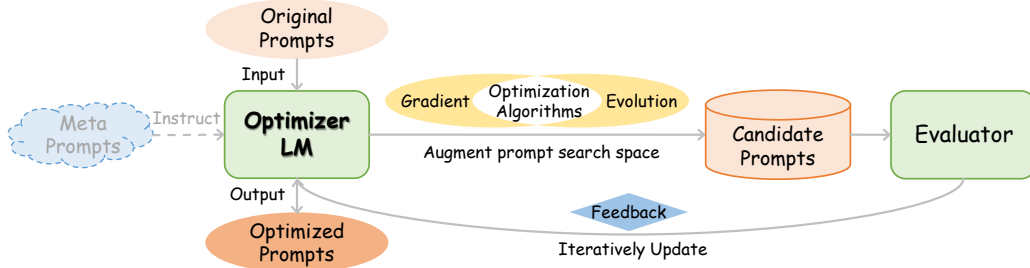 Original
Prompts
Input
Meta
Prompts
Instruct
Optimizer
LM
Gradient
Optimization
Algorithms
Evolution
Augment prompt search space
Candidate
Prompts
Evaluator
Output
Optimized
Prompts
Feedback
Iteratively Update